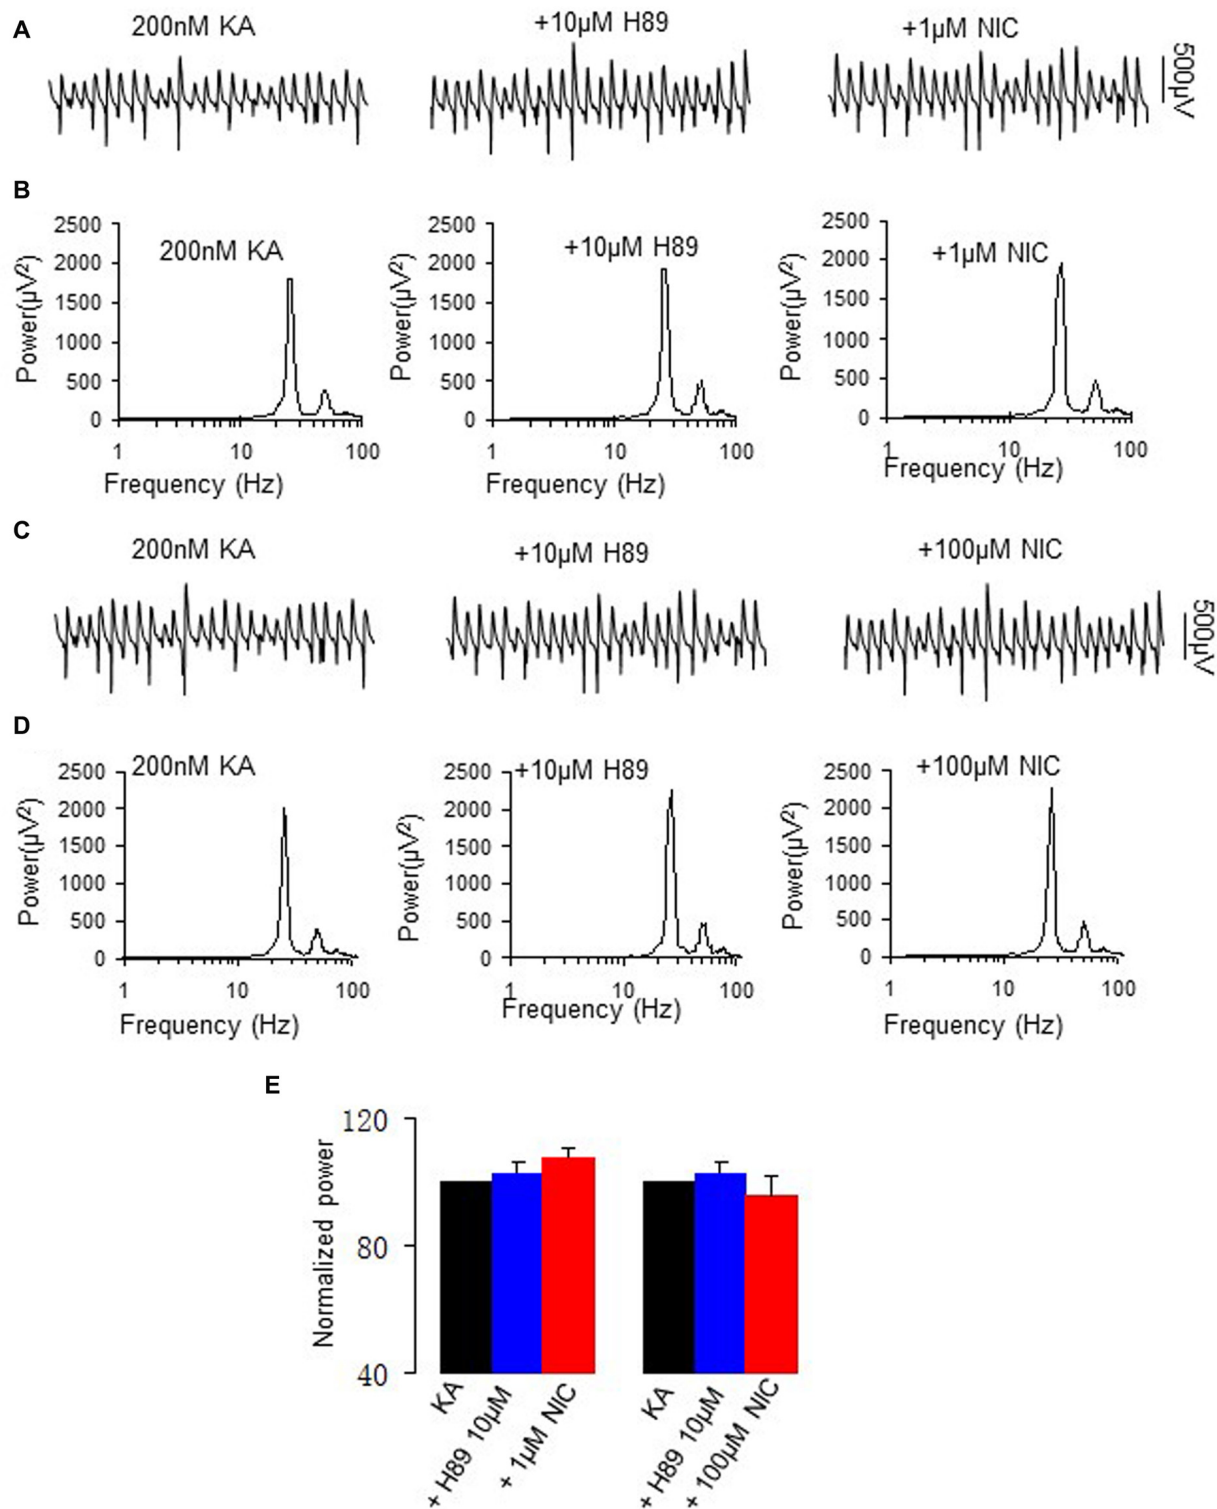 A
200nM KA
+10µM H89
+1µM NIC
500µV
B
200nM KA
+10µM H89
+1µM NIC
Power(µV2)
2500
2000
1500
1000
500
0
1
10
100
Frequency (Hz)
Power(µV2)
2500
2000
1500
1000
500
0
1
10
100
Frequency (Hz)
Power(µV2)
2500
2000
1500
1000
500
0
1
10
100
Frequency (Hz)
C
200nM KA
+10µM H89
+100µM NIC
500µV
D
200nM KA
+10µM H89
+100µM NIC
Power(µV2)
2500
2000
1500
1000
500
0
1
10
100
Frequency (Hz)
Power(µV2)
2500
2000
1500
1000
500
0
1
10
100
Frequency (Hz)
Power(µV2)
2500
2000
1500
1000
500
0
1
10
100
Frequency (Hz)
E
Normalized power
120
80
40
KA
+ H89 10µM
+ 1µM NIC
KA
+ H89 10µM
+ 100µM NIC